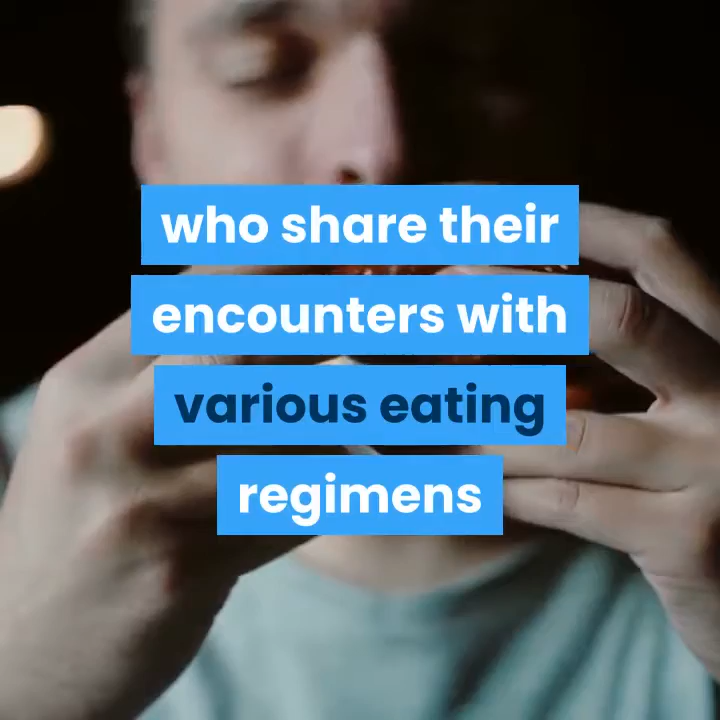 who share their
encounters with
various eating
regimens